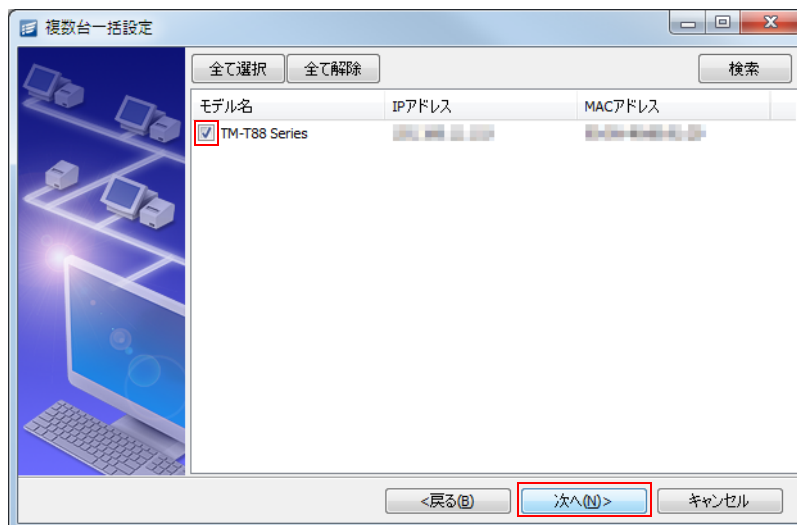 複数台一括設定
全て選択 全て解除 検索
モデル名 IPアドレス MACアドレス
TM-T88 Series
<戻る(B) 次へ(N)> キャンセル